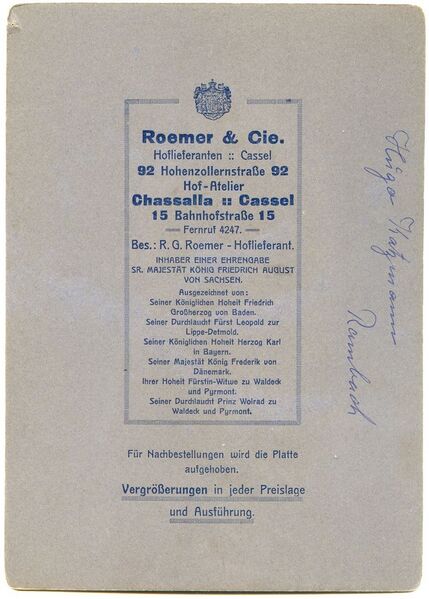 Roemer & Cie.
Hoflieferanten :: Cassel
92 Hohenzollernstraße 92
Hof-Atelier
Chassalla :: Cassel
15 Bahnhofstraße 15
Fernruf 4247.
Bes.: R. G. Roemer - Hoflieferant.
INHABER EINER EHRENGABE
SR. MAJESTÄT KÖNIG FRIEDRICH AUGUST
VON SACHSEN.
Ausgezeichnet von:
Seiner Königlichen Hoheit Friedrich
Großherzog von Baden.
Seiner Durchlaucht Fürst Leopold zur
Lippe-Detmold.
Seiner Königlichen Hoheit Herzog Karl
in Bayern.
Seiner Majestät König Frederik von
Dänemark.
Ihrer Hoheit Fürstin-Witwe zu Waldeck
und Pyrmont.
Seiner Durchlaucht Prinz Wolrad zu
Waldeck und Pyrmont.
Für Nachbestellungen wird die Platte
aufgehoben.
Vergrößerungen in jeder Preislage
und Ausführung.
Hugo Katzmann
Rambach